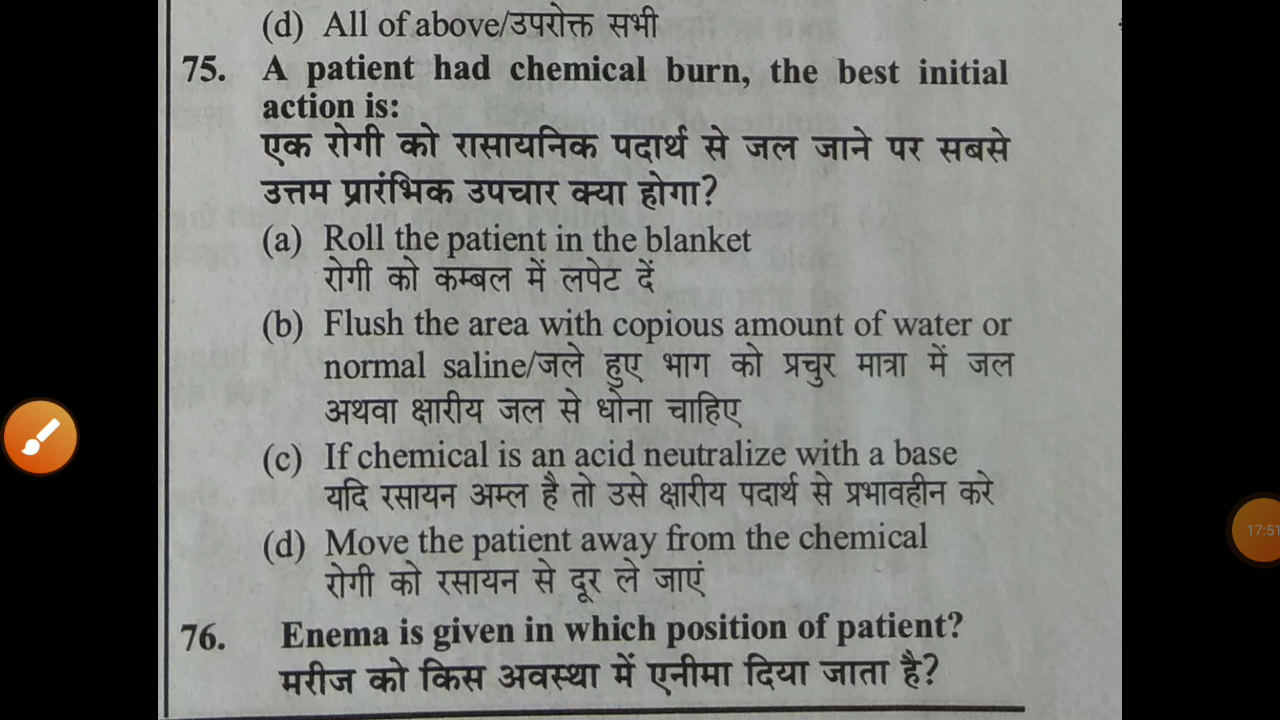 (d) All of above/उपरोक्त सभी
75. A patient had chemical burn, the best initial
action is:
एक रोगी को रासायनिक पदार्थ से जल जाने पर सबसे
उत्तम प्रारंभिक उपचार क्या होगा?
(a) Roll the patient in the blanket
रोगी को कम्बल में लपेट दें
(b) Flush the area with copious amount of water or
normal saline/जले हुए भाग को प्रचुर मात्रा में जल
अथवा क्षारीय जल से धोना चाहिए
(c) If chemical is an acid neutralize with a base
यदि रसायन अम्ल है तो उसे क्षारीय पदार्थ से प्रभावहीन करे
(d) Move the patient away from the chemical
रोगी को रसायन से दूर ले जाएं
76. Enema is given in which position of patient?
मरीज को किस अवस्था में एनीमा दिया जाता है?
17:51